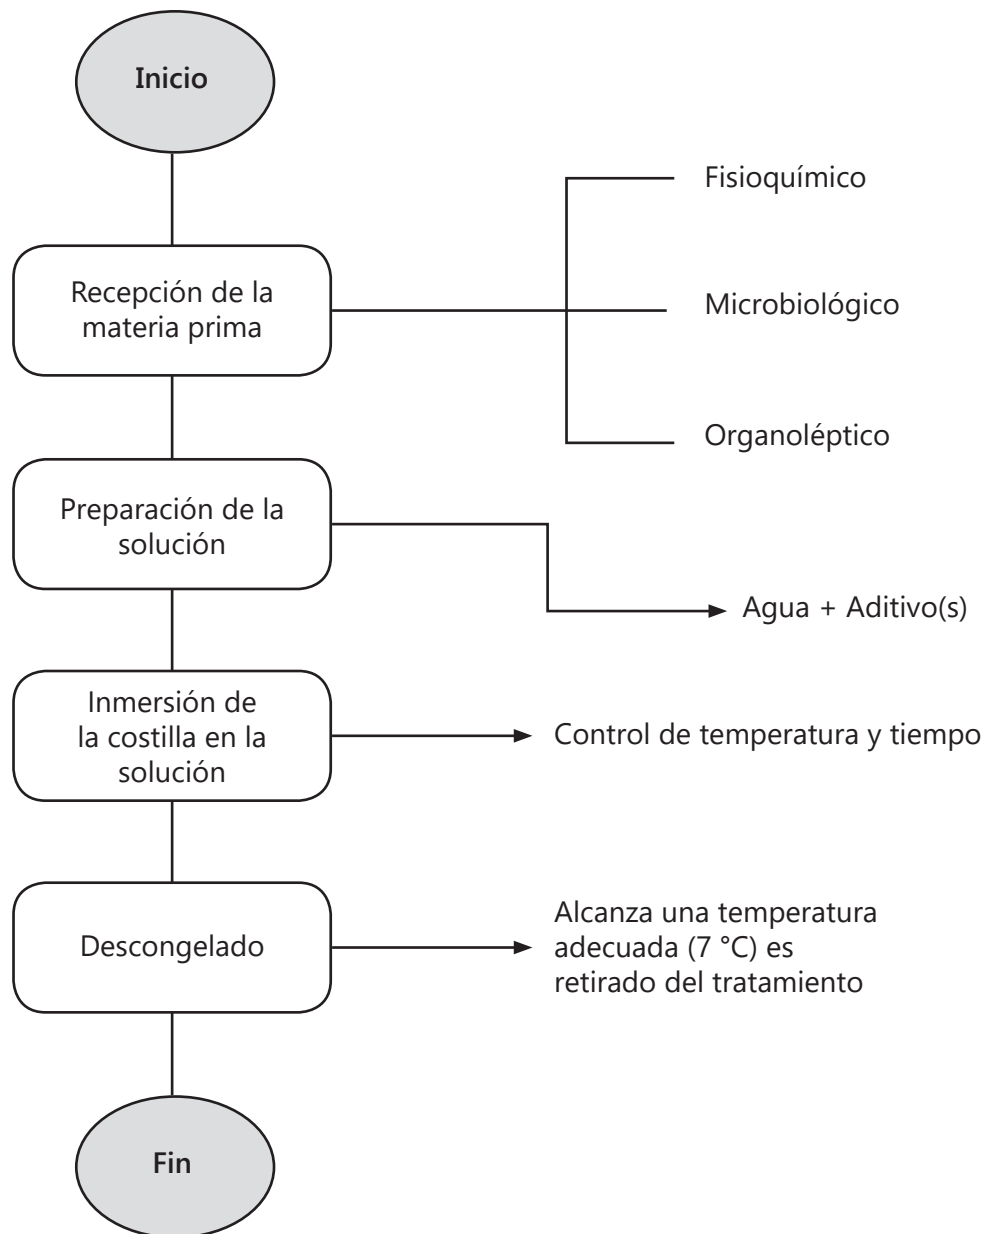 Inicio
Recepción de la
materia prima
Fisioquímico
Microbiológico
Organoléptico
Preparación de la
solución
Agua + Aditivo(s)
Inmersión de
la costilla en la
solución
Control de temperatura y tiempo
Descongelado
Alcanza una temperatura
adecuada (7 °C) es
retirado del tratamiento
Fin